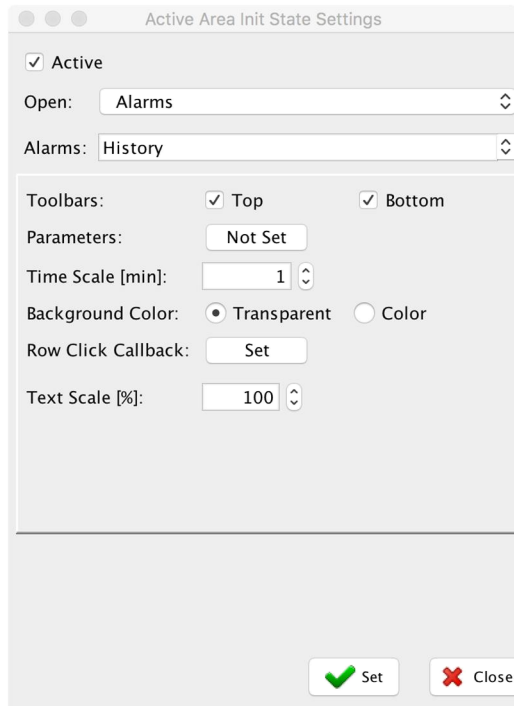 Active Area Init State Settings
Active
Open: Alarms
Alarms: History
Toolbars: Top Bottom
Parameters: Not Set
Time Scale [min]: 1
Background Color: Transparent Color
Row Click Callback: Set
Text Scale [%]: 100
Set Close